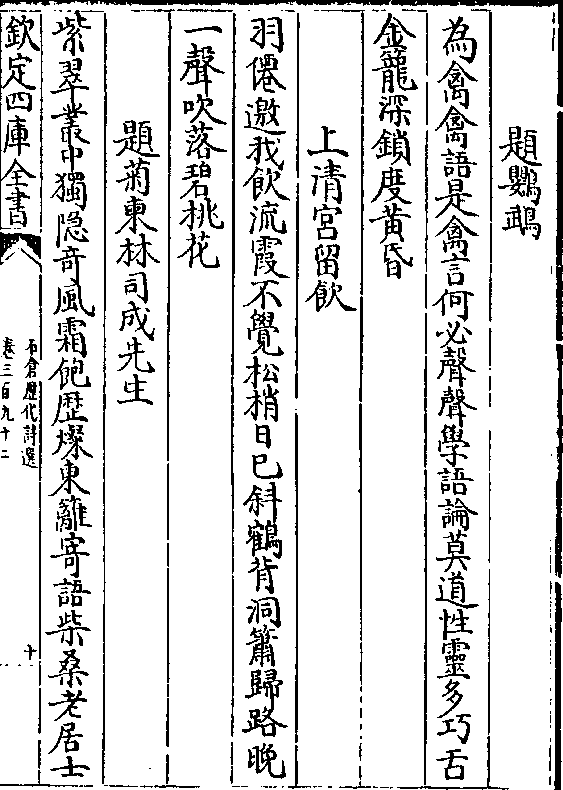 題鸚鵡
為禽禽語是禽言何必聲聲學語論莫道性靈多巧舌
金籠深鎖度黃昏
上清宮留飲
羽僊邀我飲流霞不覺松梢日已斜鶴背洞簫歸路晚
一聲吹落碧桃花
題菊東林司成先生
紫翠叢中獨隐竒風霜飽歴燦東籬寄語柴桑老居士
欽定四庫全書
石倉歴代詩選
卷三百九十二
十